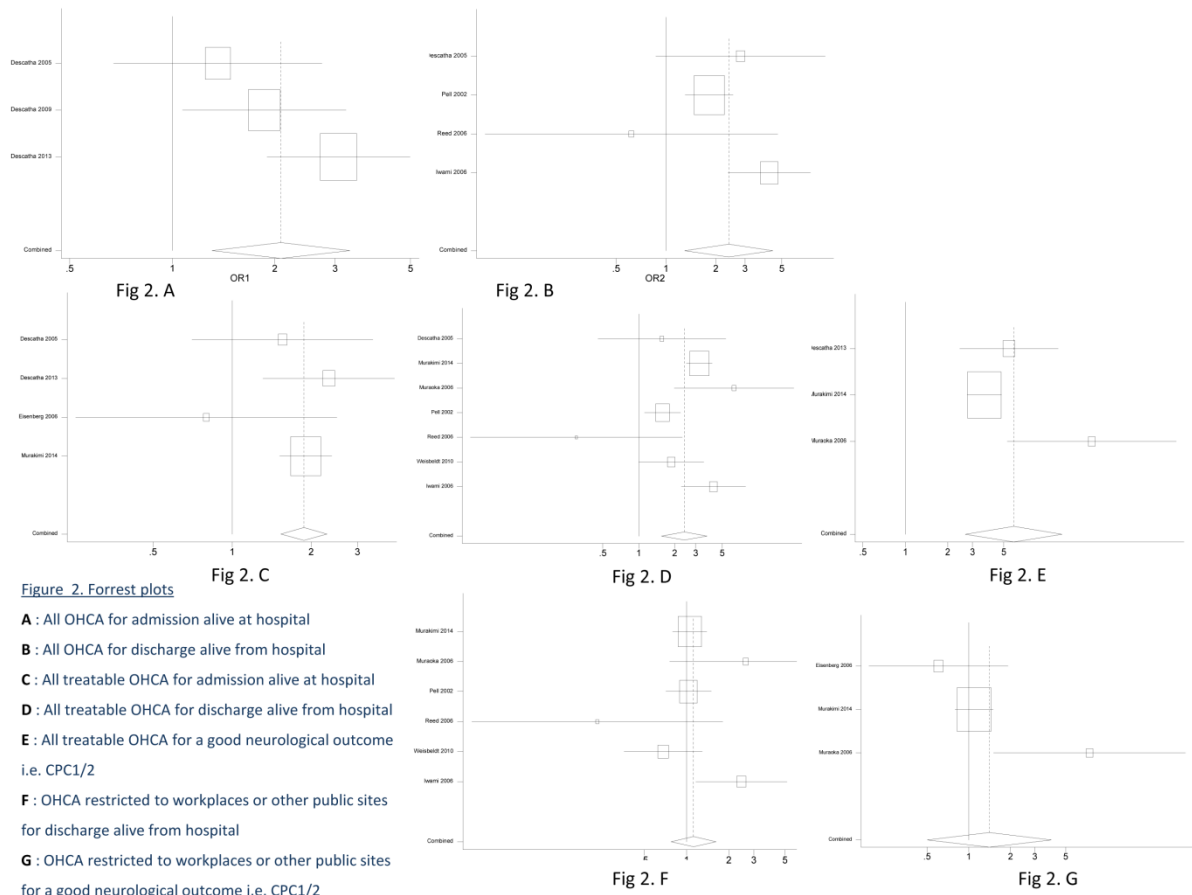 Descatha 2005
Descatha 2009
Descatha 2013
Combined
.5 1 2 3 5
OR1
Fig 2. A
escatha 2005
Pell 2002
Reed 2006
Iwami 2006
Combined
.5 1 2 3 5
OR2
Fig 2. B
Descatha 2005
Descatha 2013
Eisenberg 2006
Murakimi 2014
Combined
.5 1 2 3
Fig 2. C
Descatha 2005
Murakimi 2014
Muraoka 2006
Pell 2002
Reed 2006
Weisbeldt 2010
Iwami 2006
Combined
.5 1 2 3 5
Fig 2. D
escatha 2013
Murakimi 2014
Muraoka 2006
Combined
.5 1 2 3 5
Fig 2. E
Figure 2. Forrest plots
A : All OHCA for admission alive at hospital
B : All OHCA for discharge alive from hospital
C : All treatable OHCA for admission alive at hospital
D : All treatable OHCA for discharge alive from hospital
E : All treatable OHCA for a good neurological outcome
i.e. CPC1/2
F : OHCA restricted to workplaces or other public sites
for discharge alive from hospital
G : OHCA restricted to workplaces or other public sites
for a good neurological outcome i.e. CPC1/2
Murakimi 2014
Muraoka 2006
Pell 2002
Reed 2006
Weisbeldt 2010
Iwami 2006
Combined
2 3 5
Fig 2. F
Eisenberg 2006
Murakimi 2014
Muraoka 2006
Combined
.5 1 2 3 5
Fig 2. G